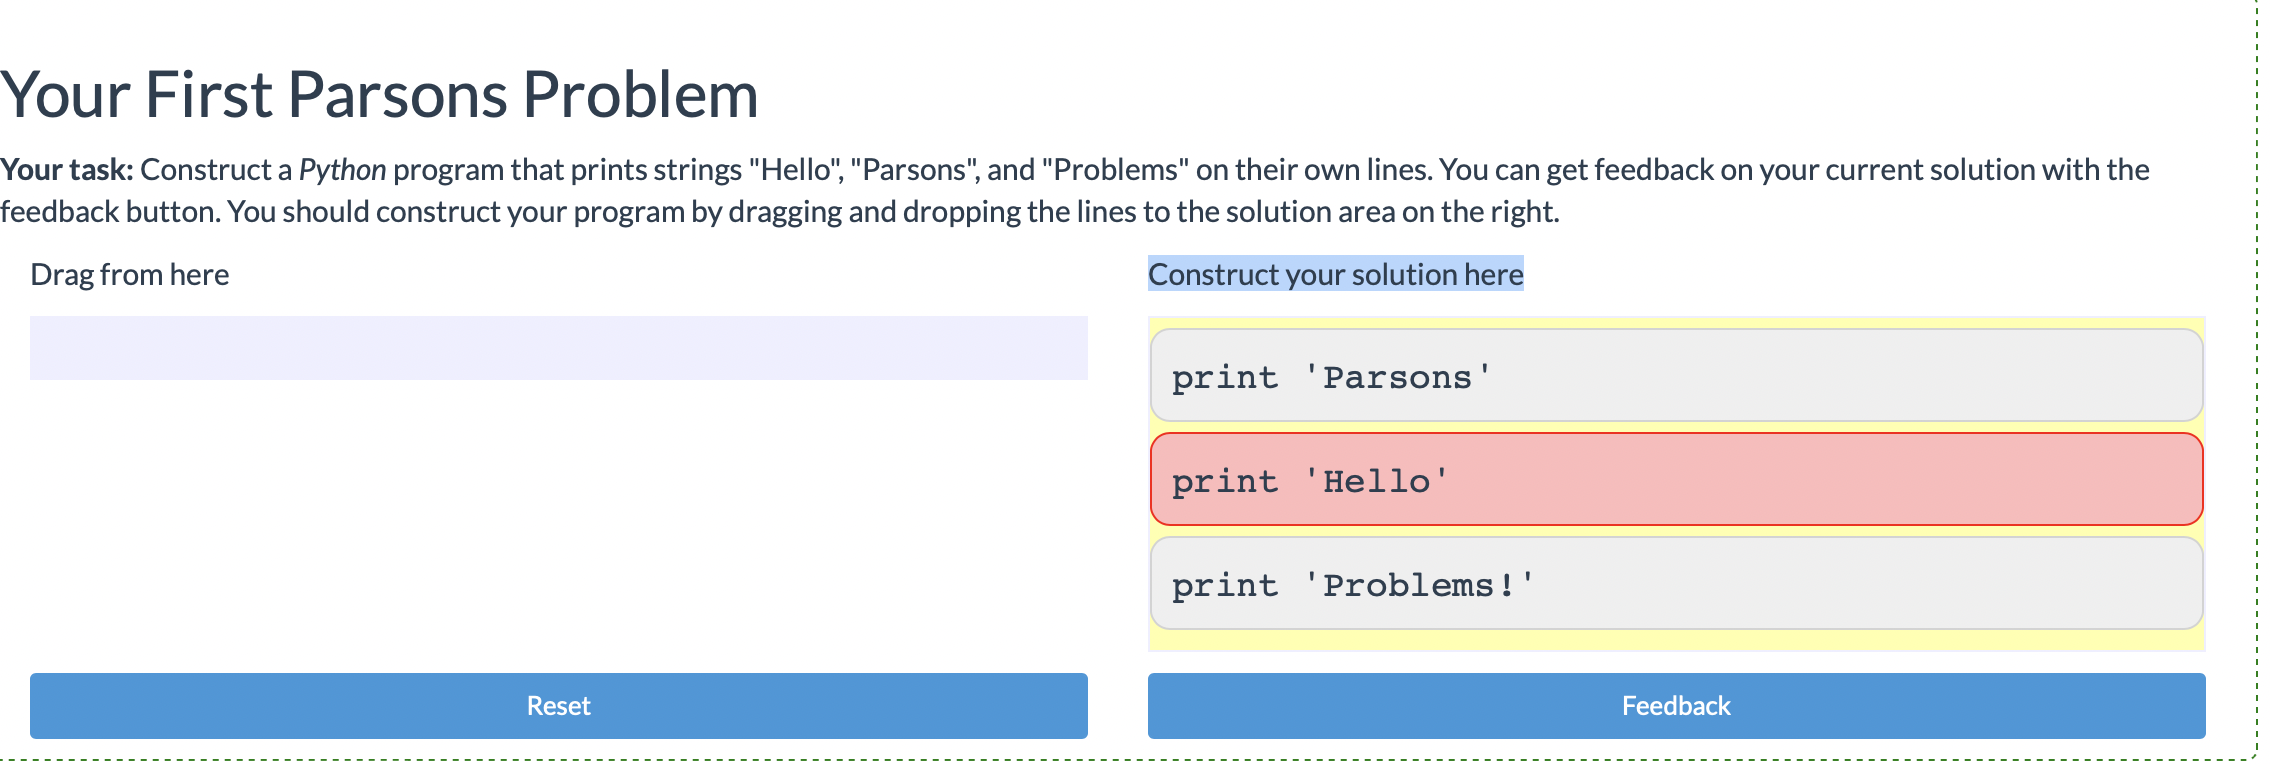 Your First Parsons Problem
Your task: Construct a Python program that prints strings "Hello", "Parsons", and "Problems" on their own lines. You can get feedback on your current solution with the
feedback button. You should construct your program by dragging and dropping the lines to the solution area on the right.
Drag from here
Construct your solution here
print 'Parsons'
print 'Hello'
print 'Problems!'
Reset
Feedback